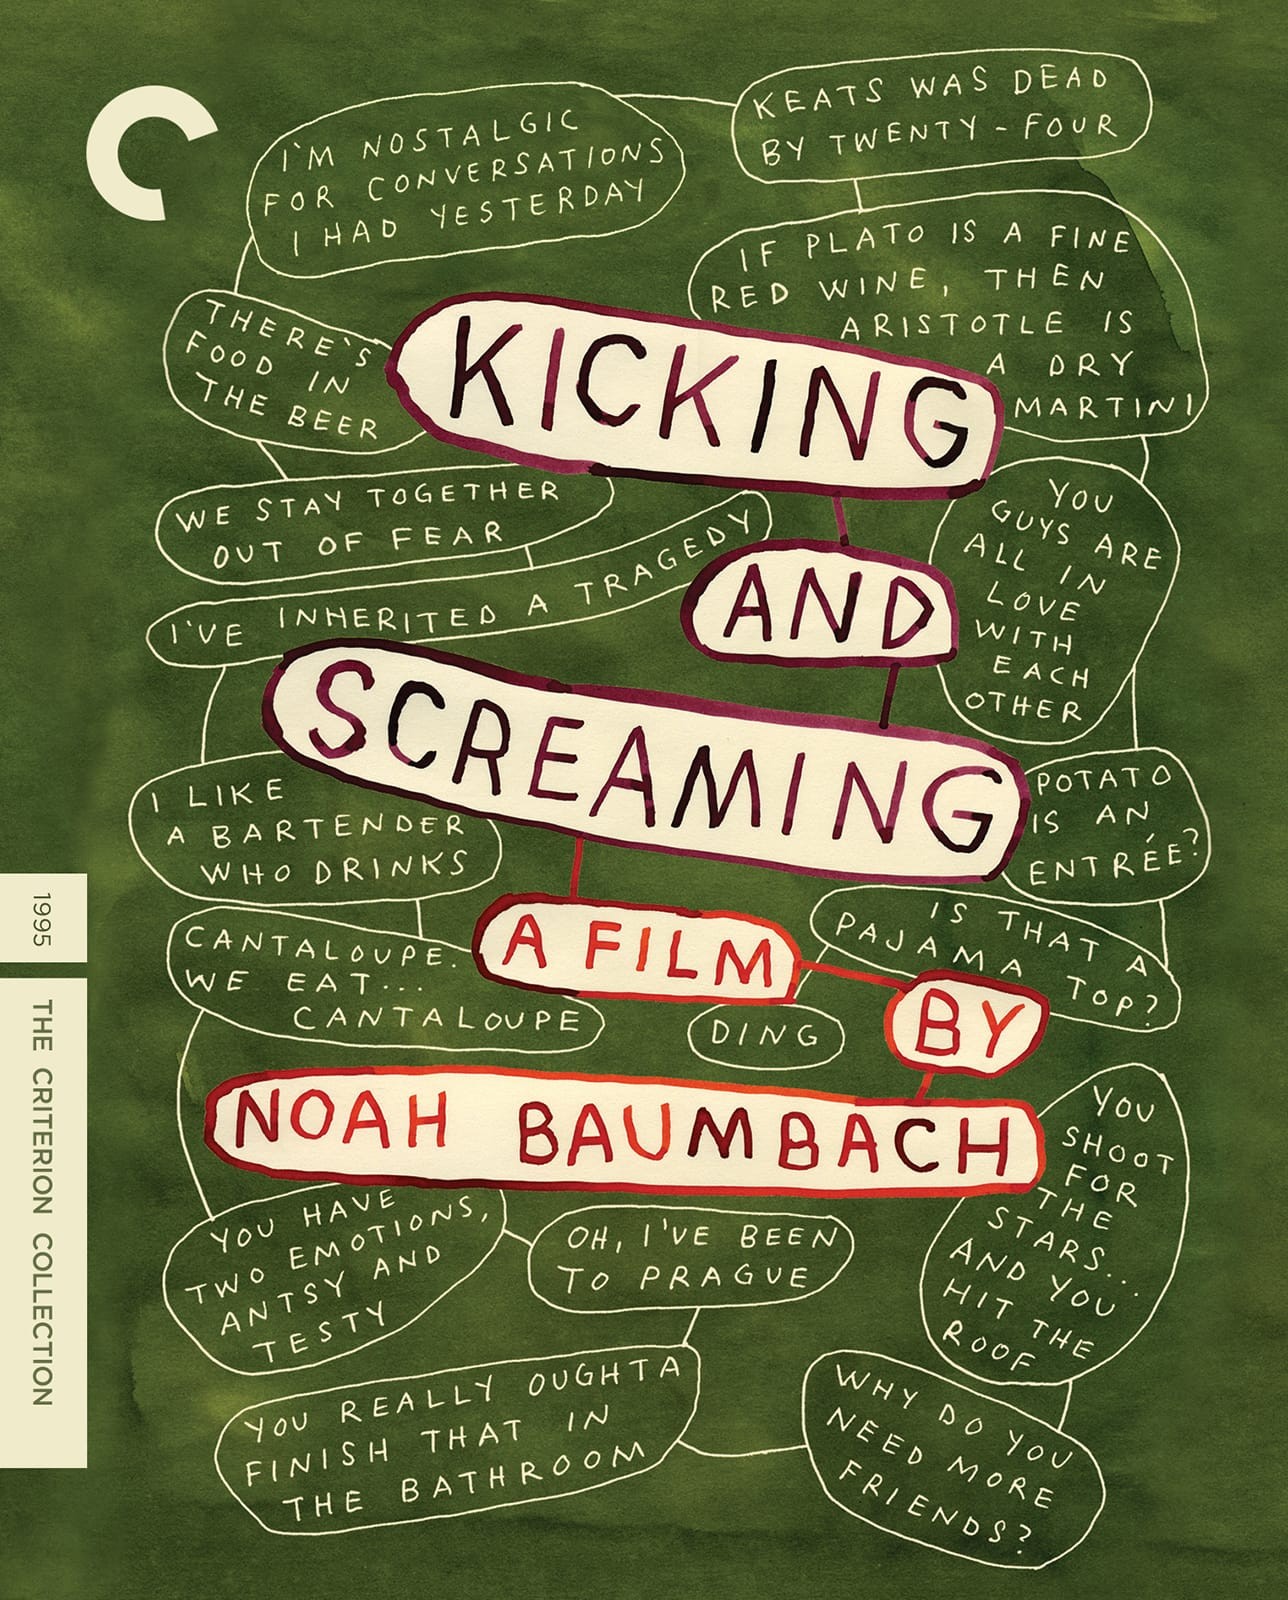 I'M NOSTALGIC
FOR CONVERSATIONS
I HAD YESTERDAY
KEATS WAS DEAD
BY TWENTY-FOUR
IF PLATO IS A FINE
RED WINE, THEN
ARISTOTLE IS
A DRY
MARTINI
THERE'S
FOOD IN
THE BEER
KICKING
WE STAY TOGETHER
OUT OF FEAR
YOU
GUYS ARE
ALL IN
LOVE
WITH
EACH
OTHER
I'VE INHERITED A TRAGEDY
AND
SCREAMING
I LIKE
A BARTENDER
WHO DRINKS
POTATO
IS AN
ENTRÉE?
A FILM
IS THAT A
PAJAMA TOP?
CANTALOUPE.
WE EAT...
CANTALOUPE
DING
BY
NOAH BAUMBACH
YOU
SHOOT
FOR
THE
STARS...
AND YOU
HIT THE
ROOF
YOU HAVE
TWO EMOTIONS,
ANTSY AND
TESTY
OH, I'VE BEEN
TO PRAGUE
YOU REALLY OUGHTA
FINISH THAT IN
THE BATHROOM
WHY DO YOU
NEED MORE
FRIENDS?
1995
THE CRITERION COLLECTION